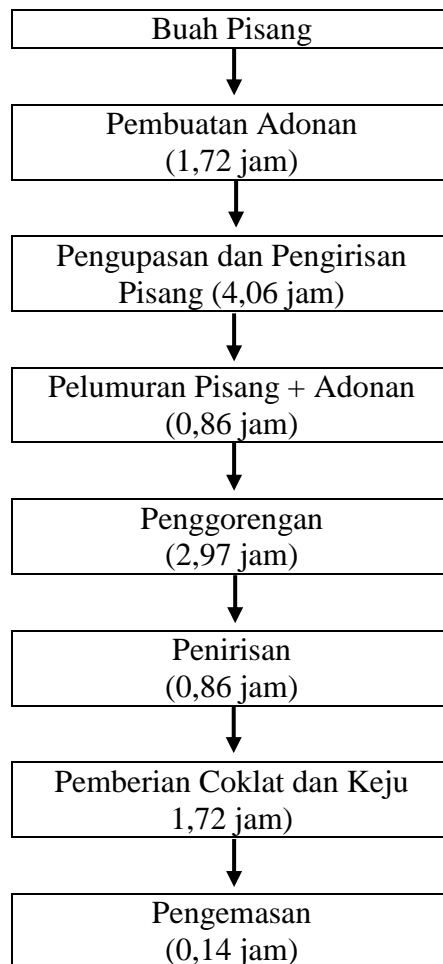 Buah Pisang
Pembuatan Adonan
(1,72 jam)
Pengupasan dan Pengirisan
Pisang (4,06 jam)
Pelumuran Pisang + Adonan
(0,86 jam)
Penggorengan
(2,97 jam)
Penirisan
(0,86 jam)
Pemberian Coklat dan Keju
1,72 jam)
Pengemasan
(0,14 jam)